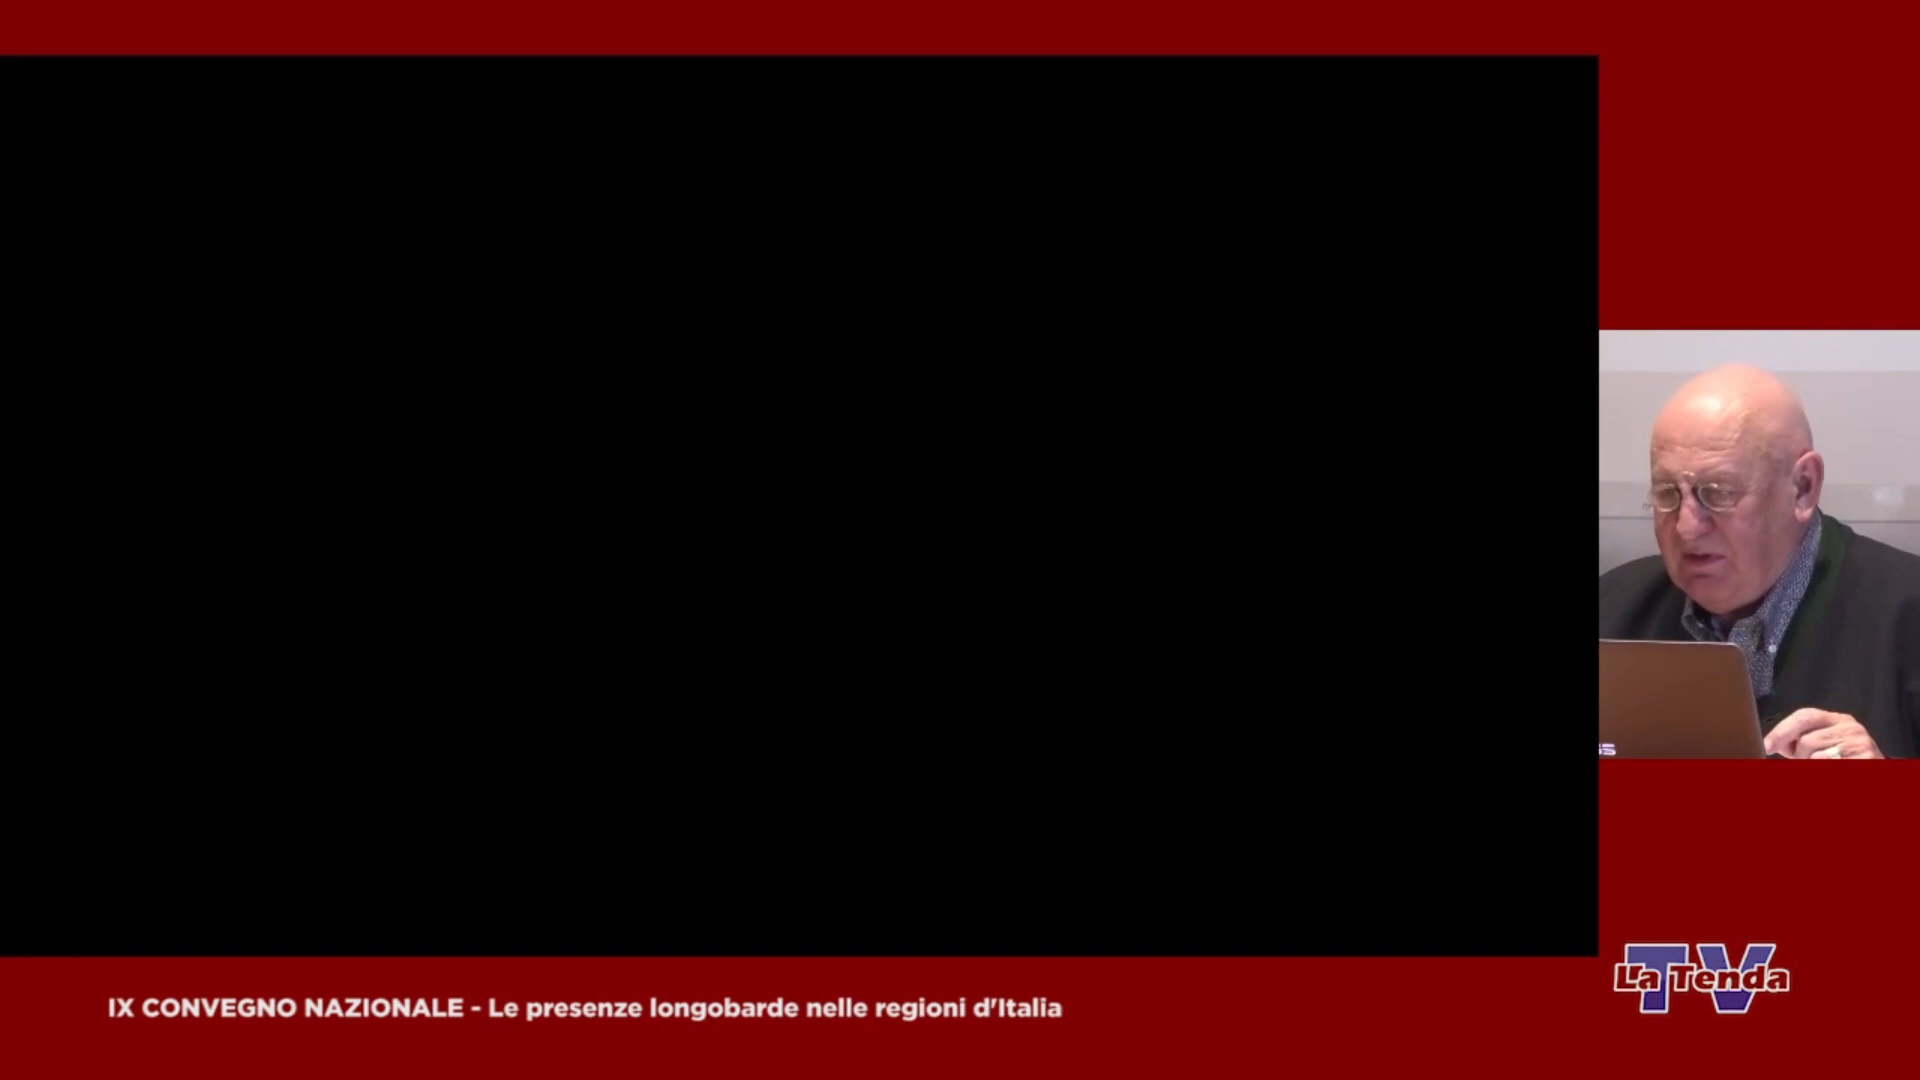 IX CONVEGNO NAZIONALE - Le presenze longobarde nelle regioni d'Italia
TV
La Tenda